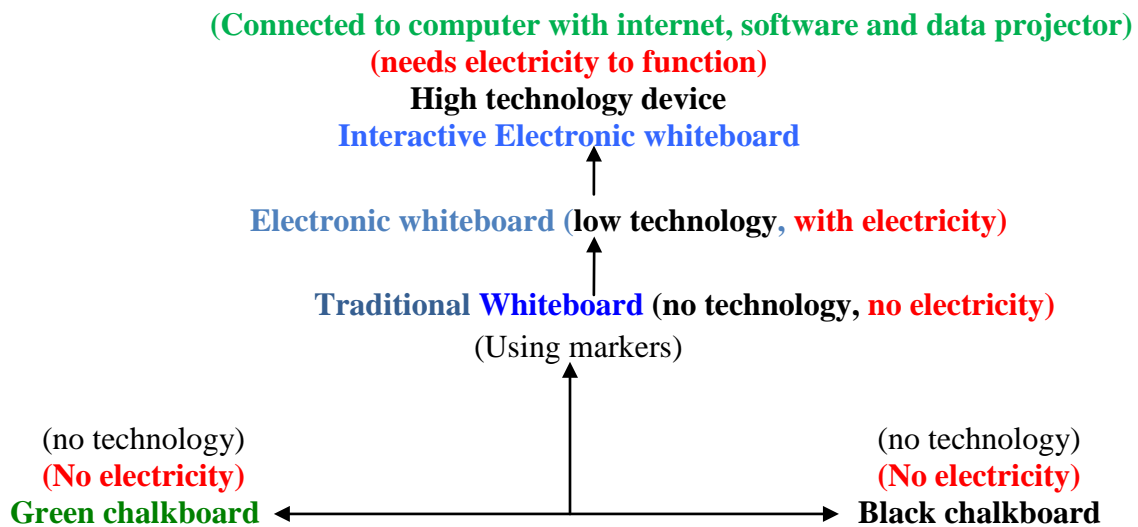 (Connected to computer with internet, software and data projector)
(needs electricity to function)
High technology device
Interactive Electronic whiteboard
Electronic whiteboard (low technology, with electricity)
Traditional Whiteboard (no technology, no electricity)
(Using markers)
(no technology)
(No electricity)
Green chalkboard
(no technology)
(No electricity)
Black chalkboard